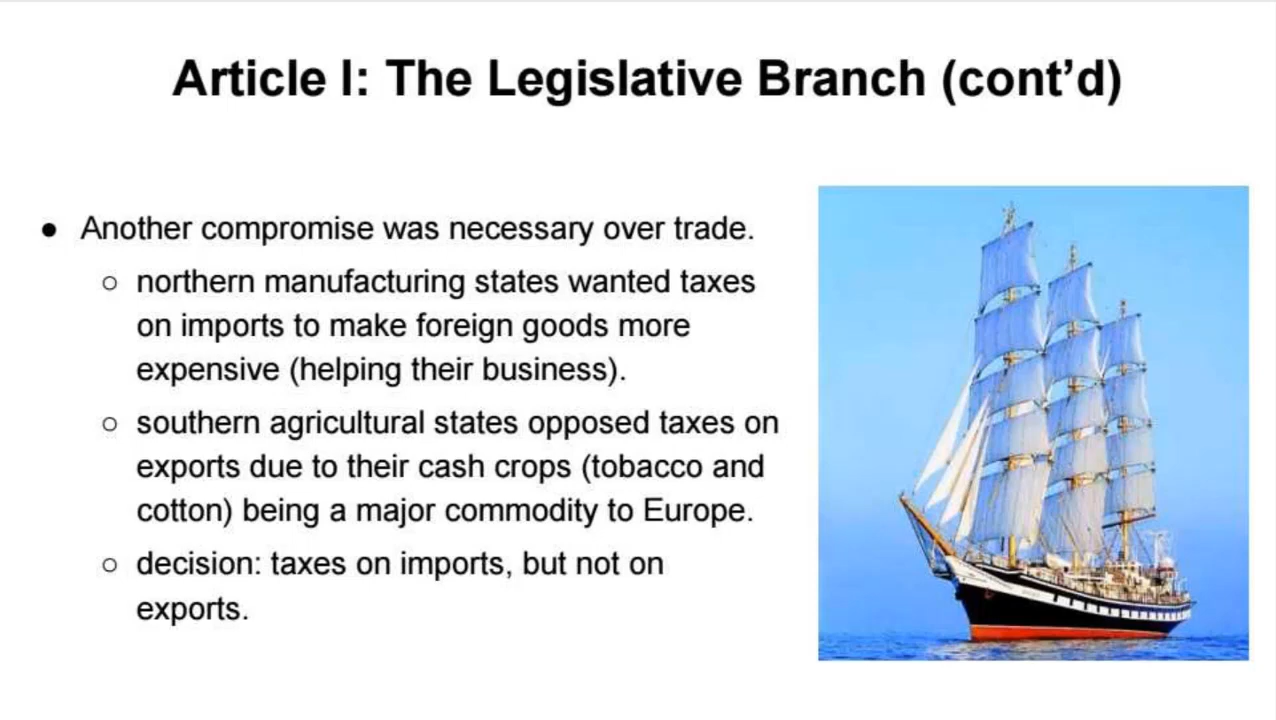 Article I: The Legislative Branch (cont’d)
● Another compromise was necessary over trade.
○ northern manufacturing states wanted taxes
on imports to make foreign goods more
expensive (helping their business).
○ southern agricultural states opposed taxes on
exports due to their cash crops (tobacco and
cotton) being a major commodity to Europe.
○ decision: taxes on imports, but not on
exports.